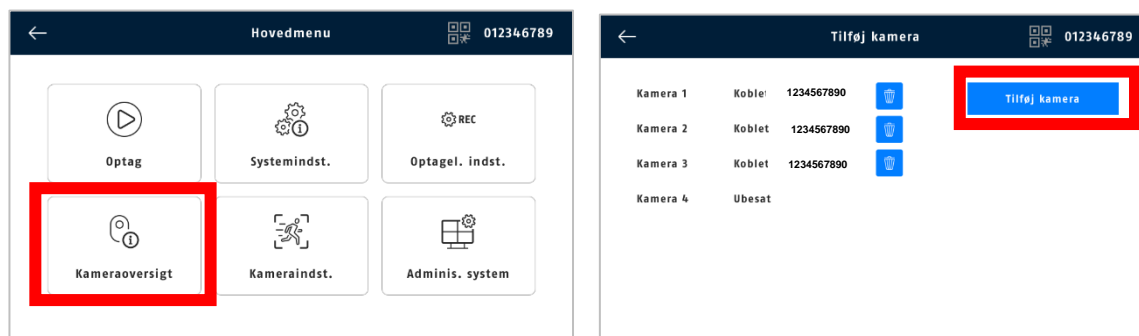 Hovedmenu
012346789
Optag
Systemindst.
REC
Optagel. indst.
Kameraoversigt
Kameraindst.
Adminis. system
Tilføj kamera
012346789
Kamera 1 Koblet 1234567890
Tilføj kamera
Kamera 2 Koblet 1234567890
Kamera 3 Koblet 1234567890
Kamera 4 Ubesat